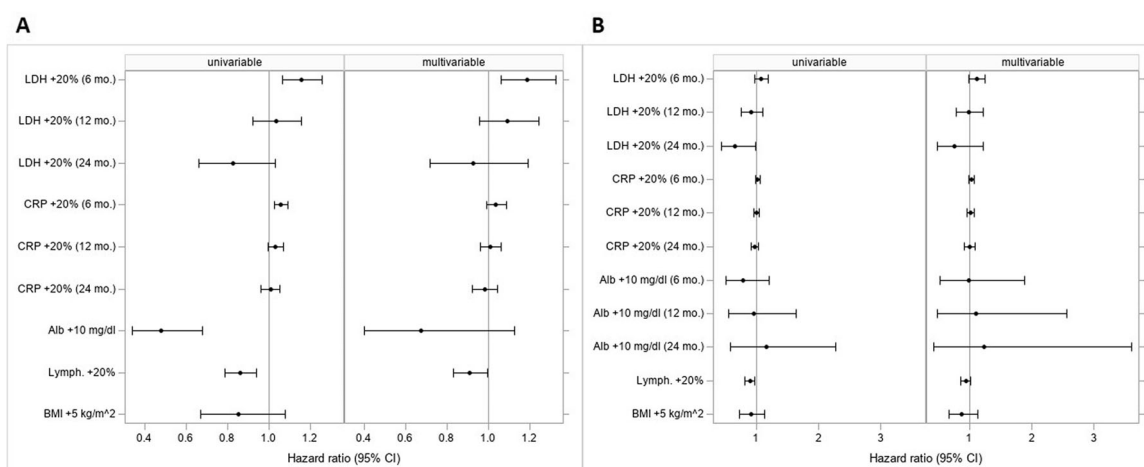 A
univariable multivariable
LDH +20% (6 mo.)
LDH +20% (12 mo.)
LDH +20% (24 mo.)
CRP +20% (6 mo.)
CRP +20% (12 mo.)
CRP +20% (24 mo.)
Alb +10 mg/dl
Lymph. +20%
BMI +5 kg/m^2
0.4 0.6 0.8 1.0 1.2 0.4 0.6 0.8 1.0 1.2
Hazard ratio (95% CI)
B
univariable multivariable
LDH +20% (6 mo.)
LDH +20% (12 mo.)
LDH +20% (24 mo.)
CRP +20% (6 mo.)
CRP +20% (12 mo.)
CRP +20% (24 mo.)
Alb +10 mg/dl (6 mo.)
Alb +10 mg/dl (12 mo.)
Alb +10 mg/dl (24 mo.)
Lymph. +20%
BMI +5 kg/m^2
1 2 3 1 2 3
Hazard ratio (95% CI)